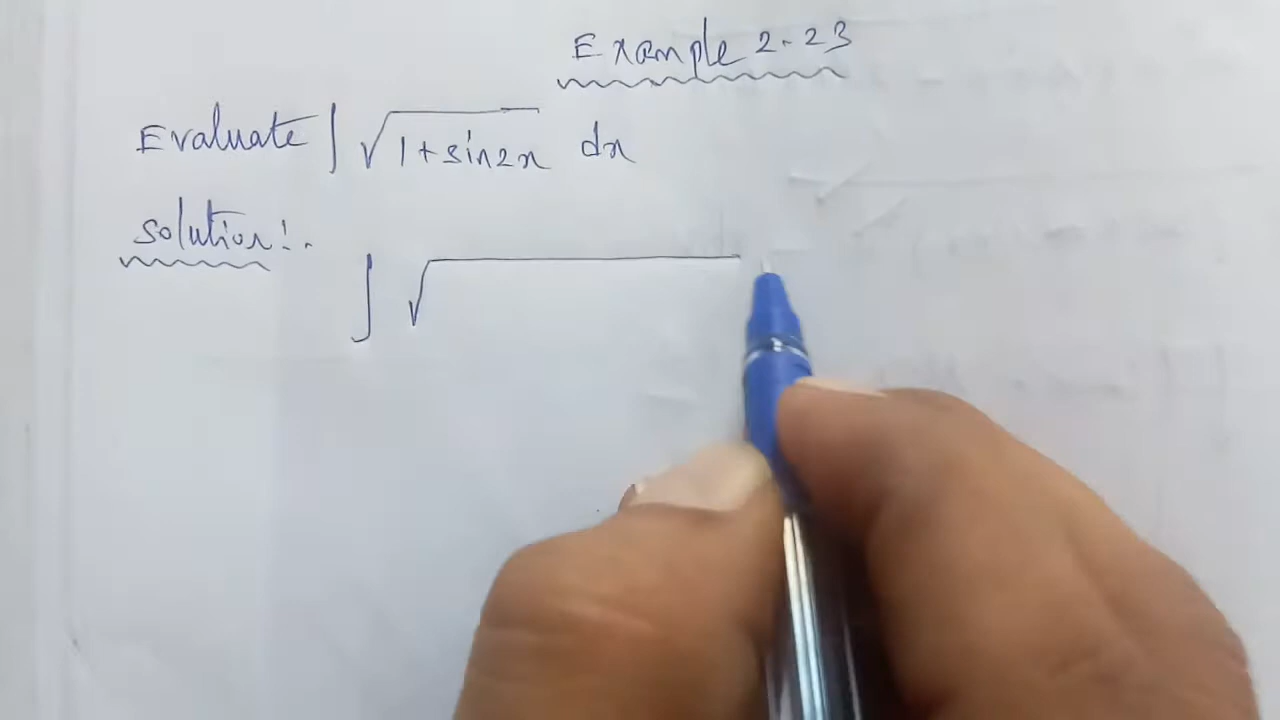 Example 2.23
Evaluate ∫ √1+sin2x dx
solution:.
∫ √